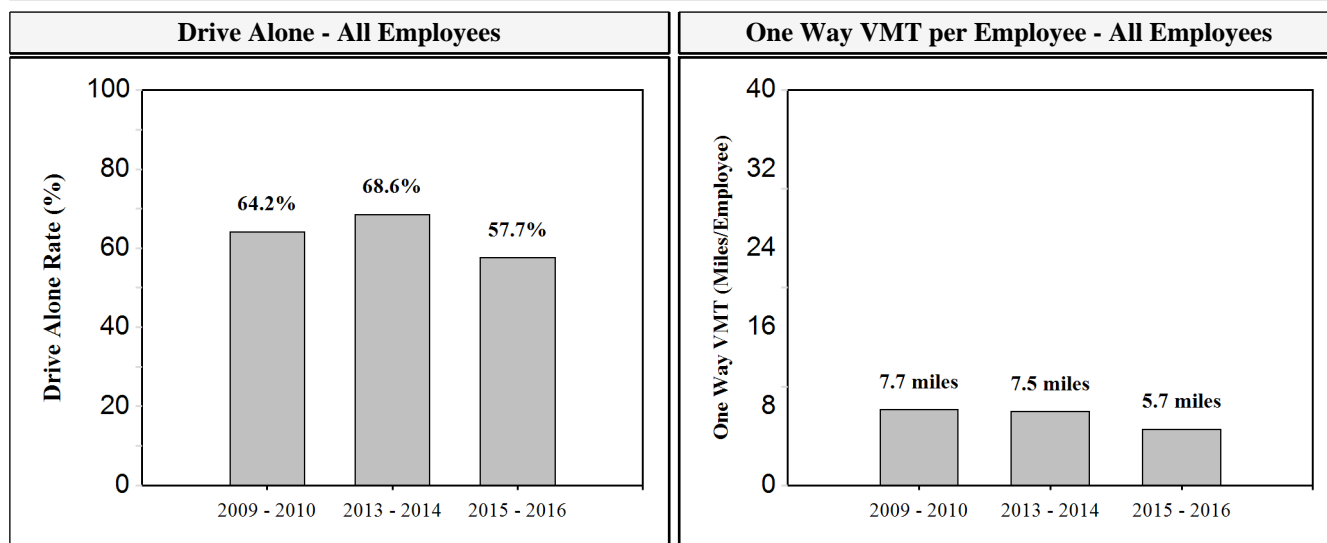 Drive Alone - All Employees
One Way VMT per Employee - All Employees
Drive Alone Rate (%)
100
80
60
40
20
0
64.2%
68.6%
57.7%
2009 - 2010
2013 - 2014
2015 - 2016
One Way VMT (Miles/Employee)
40
32
24
16
8
0
7.7 miles
7.5 miles
5.7 miles
2009 - 2010
2013 - 2014
2015 - 2016